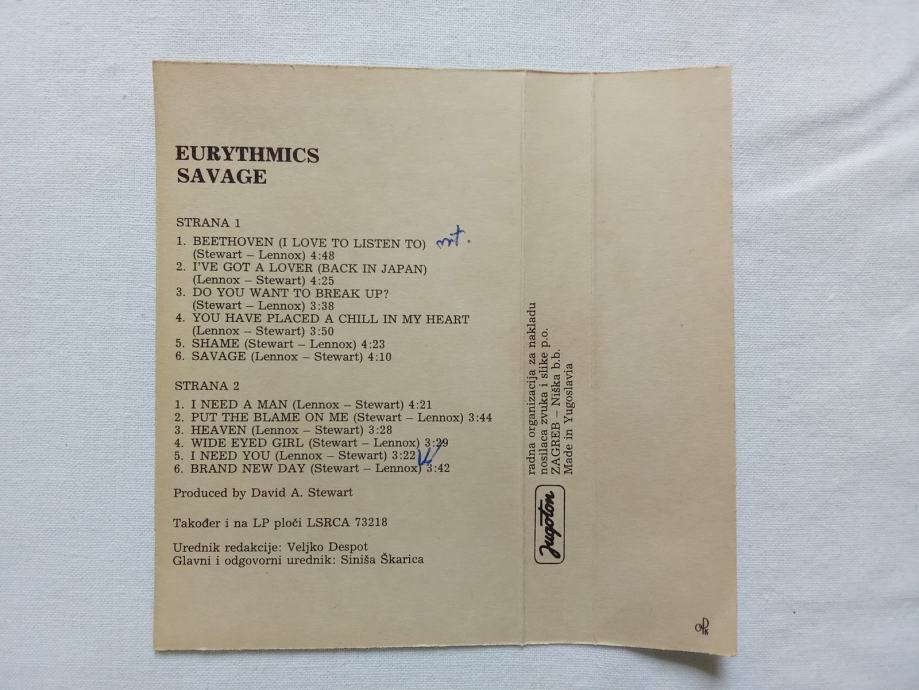 EURYTHMICS
SAVAGE
STRANA 1
1. BEETHOVEN (I LOVE TO LISTEN TO)
(Stewart – Lennox) 4:48
2. I'VE GOT A LOVER (BACK IN JAPAN)
(Lennox – Stewart) 4:25
3. DO YOU WANT TO BREAK UP?
(Stewart – Lennox) 3:38
4. YOU HAVE PLACED A CHILL IN MY HEART
(Lennox – Stewart) 3:50
5. SHAME (Stewart – Lennox) 4:23
6. SAVAGE (Lennox – Stewart) 4:10
STRANA 2
1. I NEED A MAN (Lennox – Stewart) 4:21
2. PUT THE BLAME ON ME (Stewart – Lennox) 3:44
3. HEAVEN (Lennox – Stewart) 3:28
4. WIDE EYED GIRL (Stewart – Lennox) 3:29
5. I NEED YOU (Lennox – Stewart) 3:22
6. BRAND NEW DAY (Stewart – Lennox) 3:42
Produced by David A. Stewart
Također i na LP ploči LSRCA 73218
Urednik redakcije: Veljko Despot
Glavni i odgovorni urednik: Siniša Škarica
radna organizacija za nakladu
nosilaca zvuka i slike p.o.
ZAGREB – Niška b.b.
Made in Yugoslavia
Jugoton